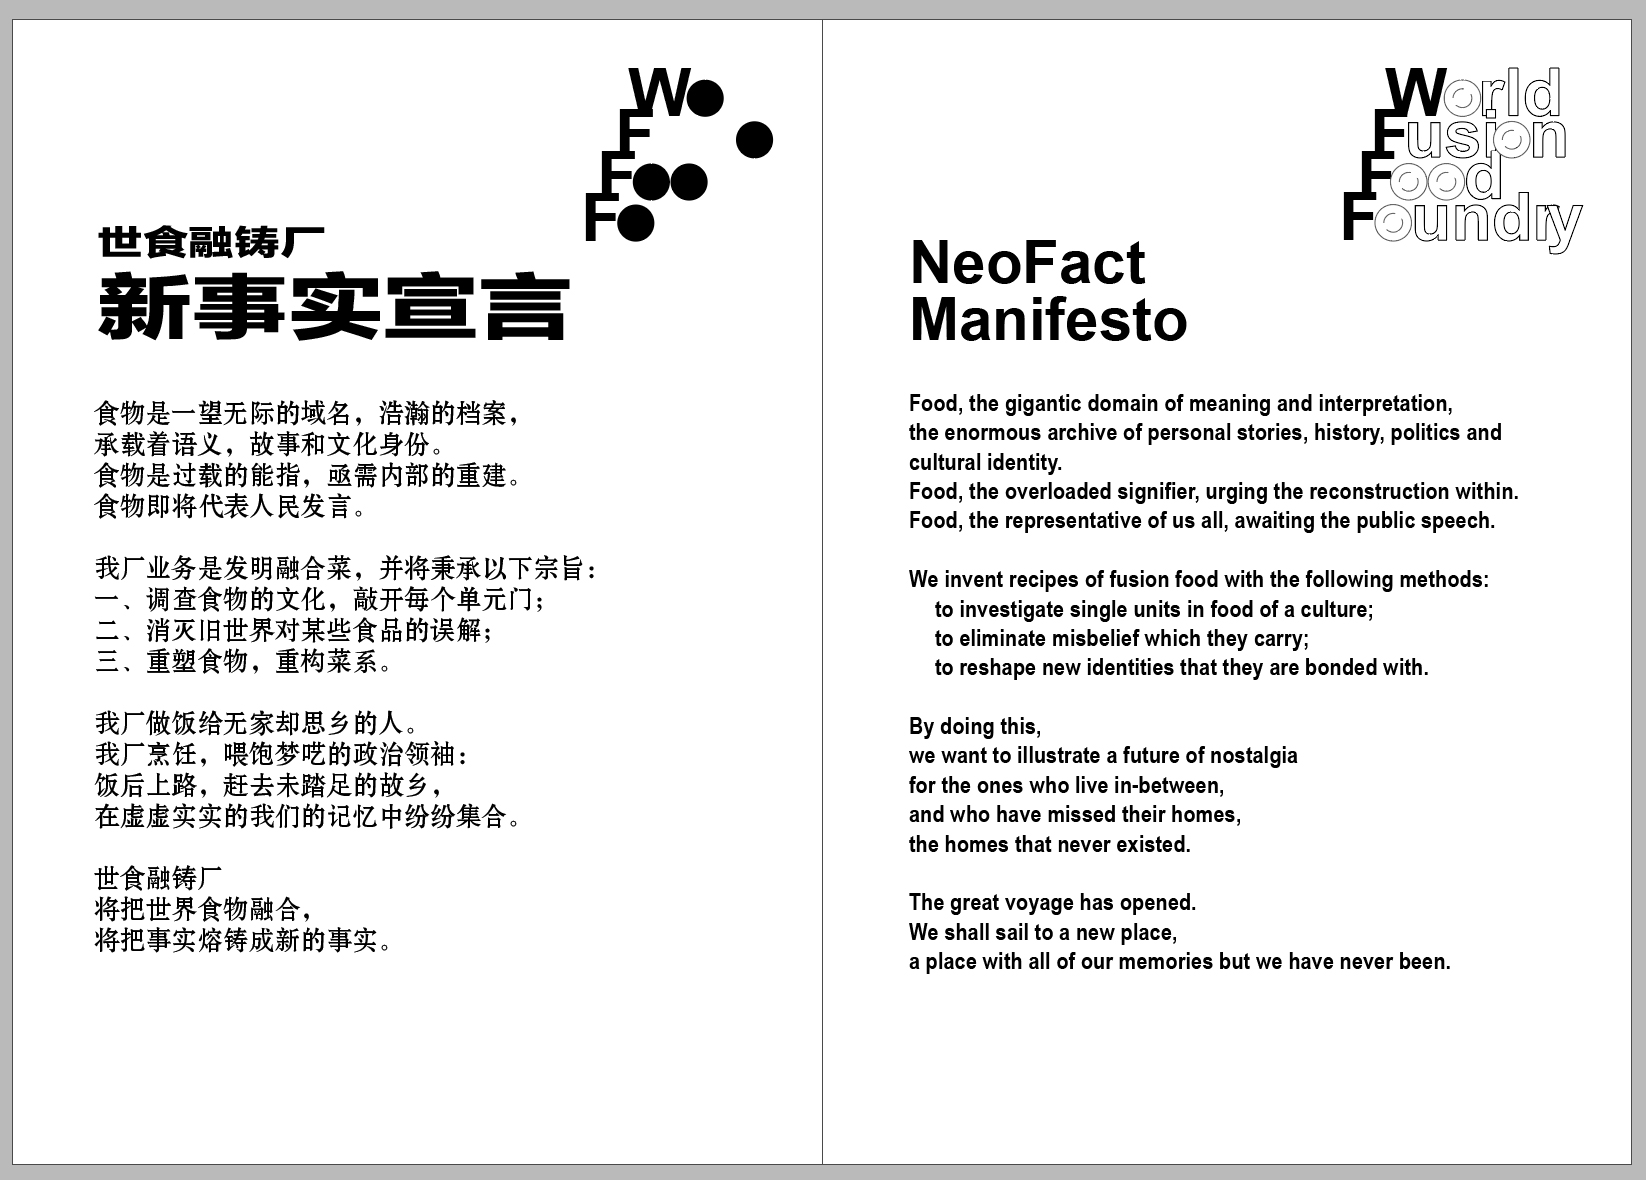 Wo
F
Foo
Fo
世食融铸厂
新事实宣言
食物是一望无际的域名，浩瀚的档案，
承载着语义，故事和文化身份。
食物是过载的能指，亟需内部的重建。
食物即将代表人民发言。
我厂业务是发明融合菜，并将秉承以下宗旨：
一、调查食物的文化，敲开每个单元门；
二、消灭旧世界对某些食品的误解；
三、重塑食物，重构菜系。
我厂做饭给无家却思乡的人。
我厂烹饪，喂饱梦呓的政治领袖：
饭后上路，赶去未踏足的故乡，
在虚虚实实的我们的记忆中纷纷集合。
世食融铸厂
将把世界食物融合，
将把事实熔铸成新的事实。
World
Fusion
Food
Foundry
NeoFact
Manifesto
Food, the gigantic domain of meaning and interpretation,
the enormous archive of personal stories, history, politics and
cultural identity.
Food, the overloaded signifier, urging the reconstruction within.
Food, the representative of us all, awaiting the public speech.
We invent recipes of fusion food with the following methods:
to investigate single units in food of a culture;
to eliminate misbelief which they carry;
to reshape new identities that they are bonded with.
By doing this,
we want to illustrate a future of nostalgia
for the ones who live in-between,
and who have missed their homes,
the homes that never existed.
The great voyage has opened.
We shall sail to a new place,
a place with all of our memories but we have never been.